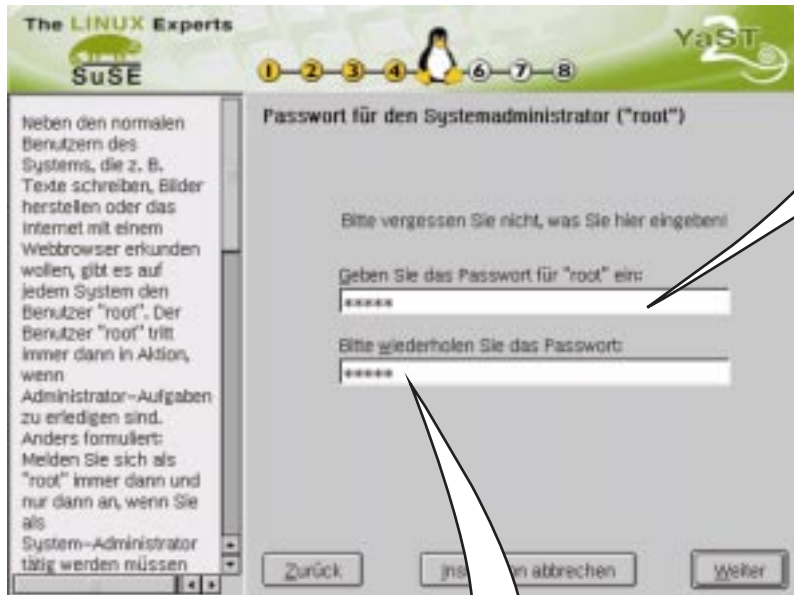 The LINUX Experts
SuSE
1 2 3 4 6 7 8
YaST2
Neben den normalen
Benutzern des
Systems, die z. B.
Texte schreiben, Bilder
herstellen oder das
Internet mit einem
Webbrowser erkunden
wollen, gibt es auf
jedem System den
Benutzer "root". Der
Benutzer "root" tritt
immer dann in Aktion,
wenn
Administrator-Aufgaben
zu erledigen sind.
Anders formuliert:
Melden Sie sich als
"root" immer dann und
nur dann an, wenn Sie
als
System-Administrator
tätig werden müssen
Passwort für den Systemadministrator ("root")
Bitte vergessen Sie nicht, was Sie hier eingeben!
Geben Sie das Passwort für "root" ein:
*****
Bitte wiederholen Sie das Passwort:
*****
Zurück
abbrechen
Weiter